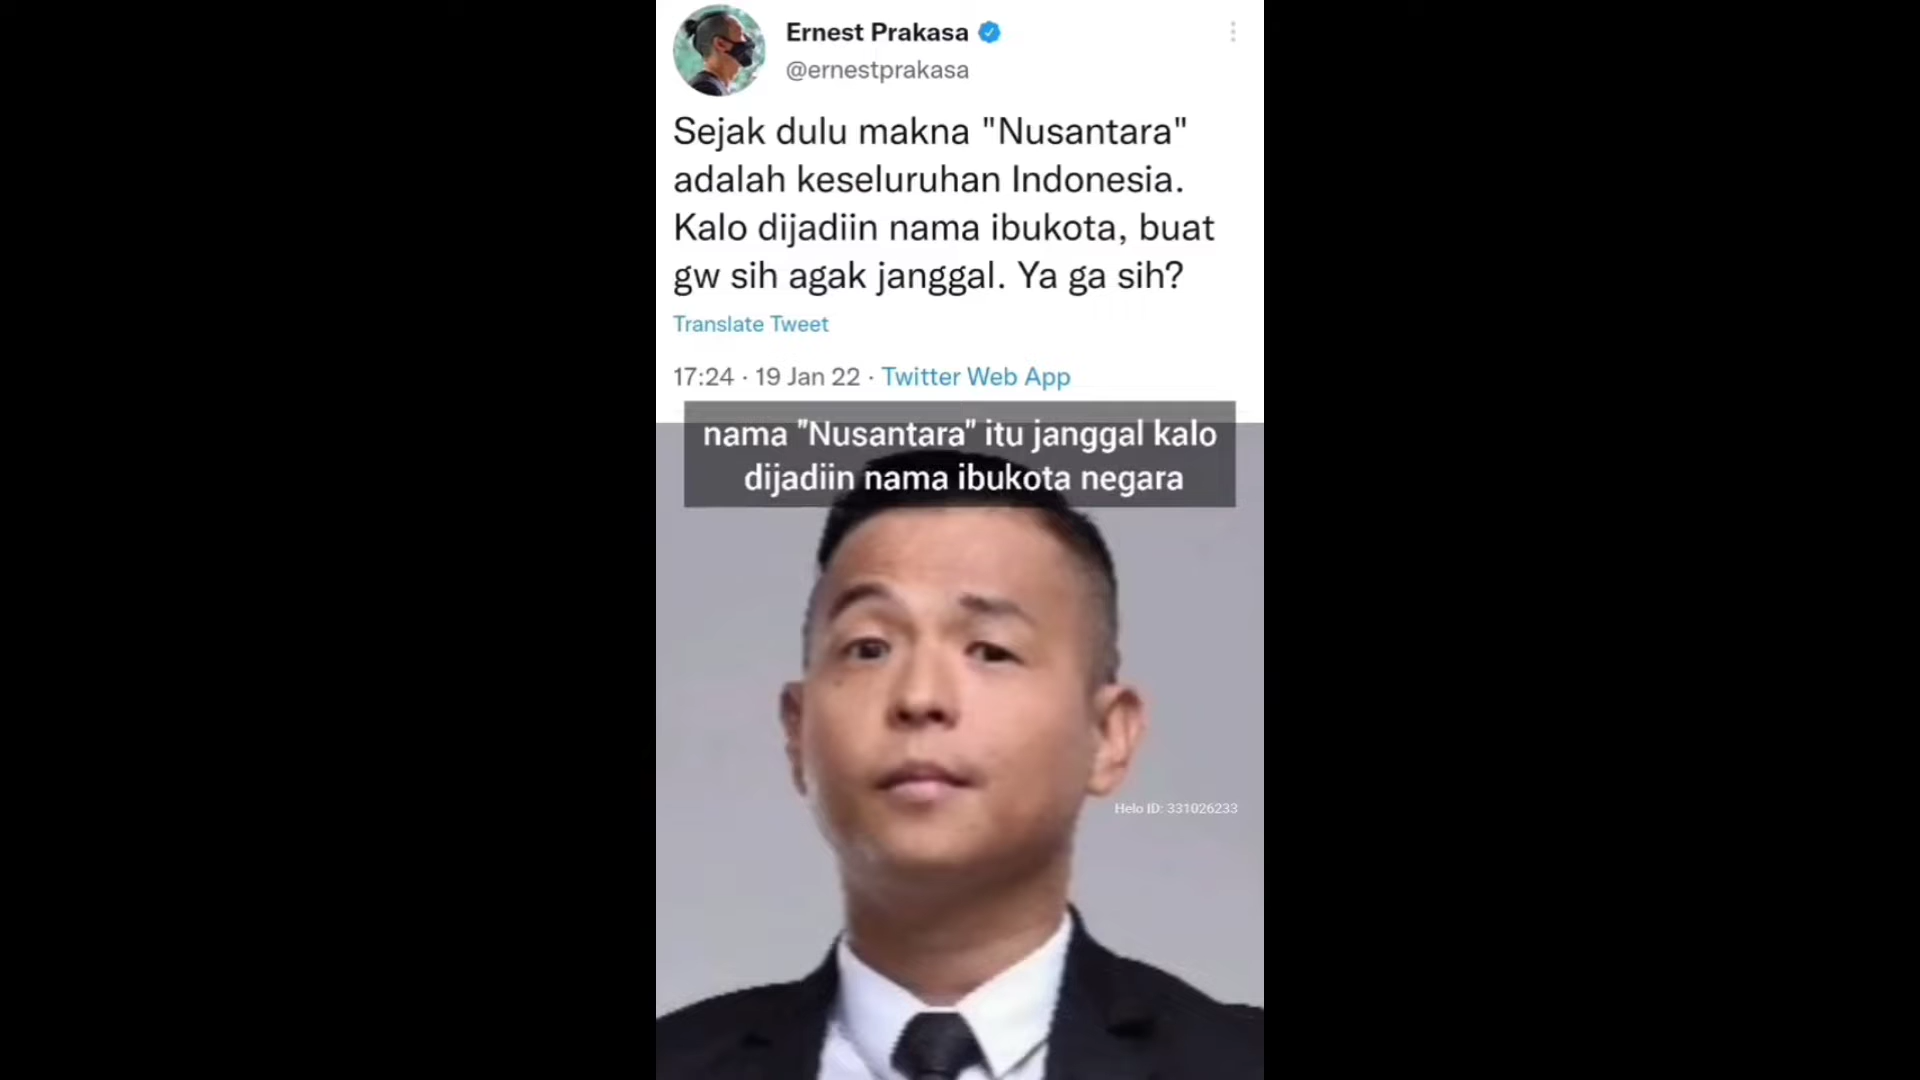 Ernest Prakasa
@ernestprakasa
Sejak dulu makna "Nusantara"
adalah keseluruhan Indonesia.
Kalo dijadiin nama ibukota, buat
gw sih agak janggal. Ya ga sih?
Translate Tweet
17:24 · 19 Jan 22 · Twitter Web App
nama "Nusantara" itu janggal kalo
dijadiin nama ibukota negara
Helo ID: 331026233